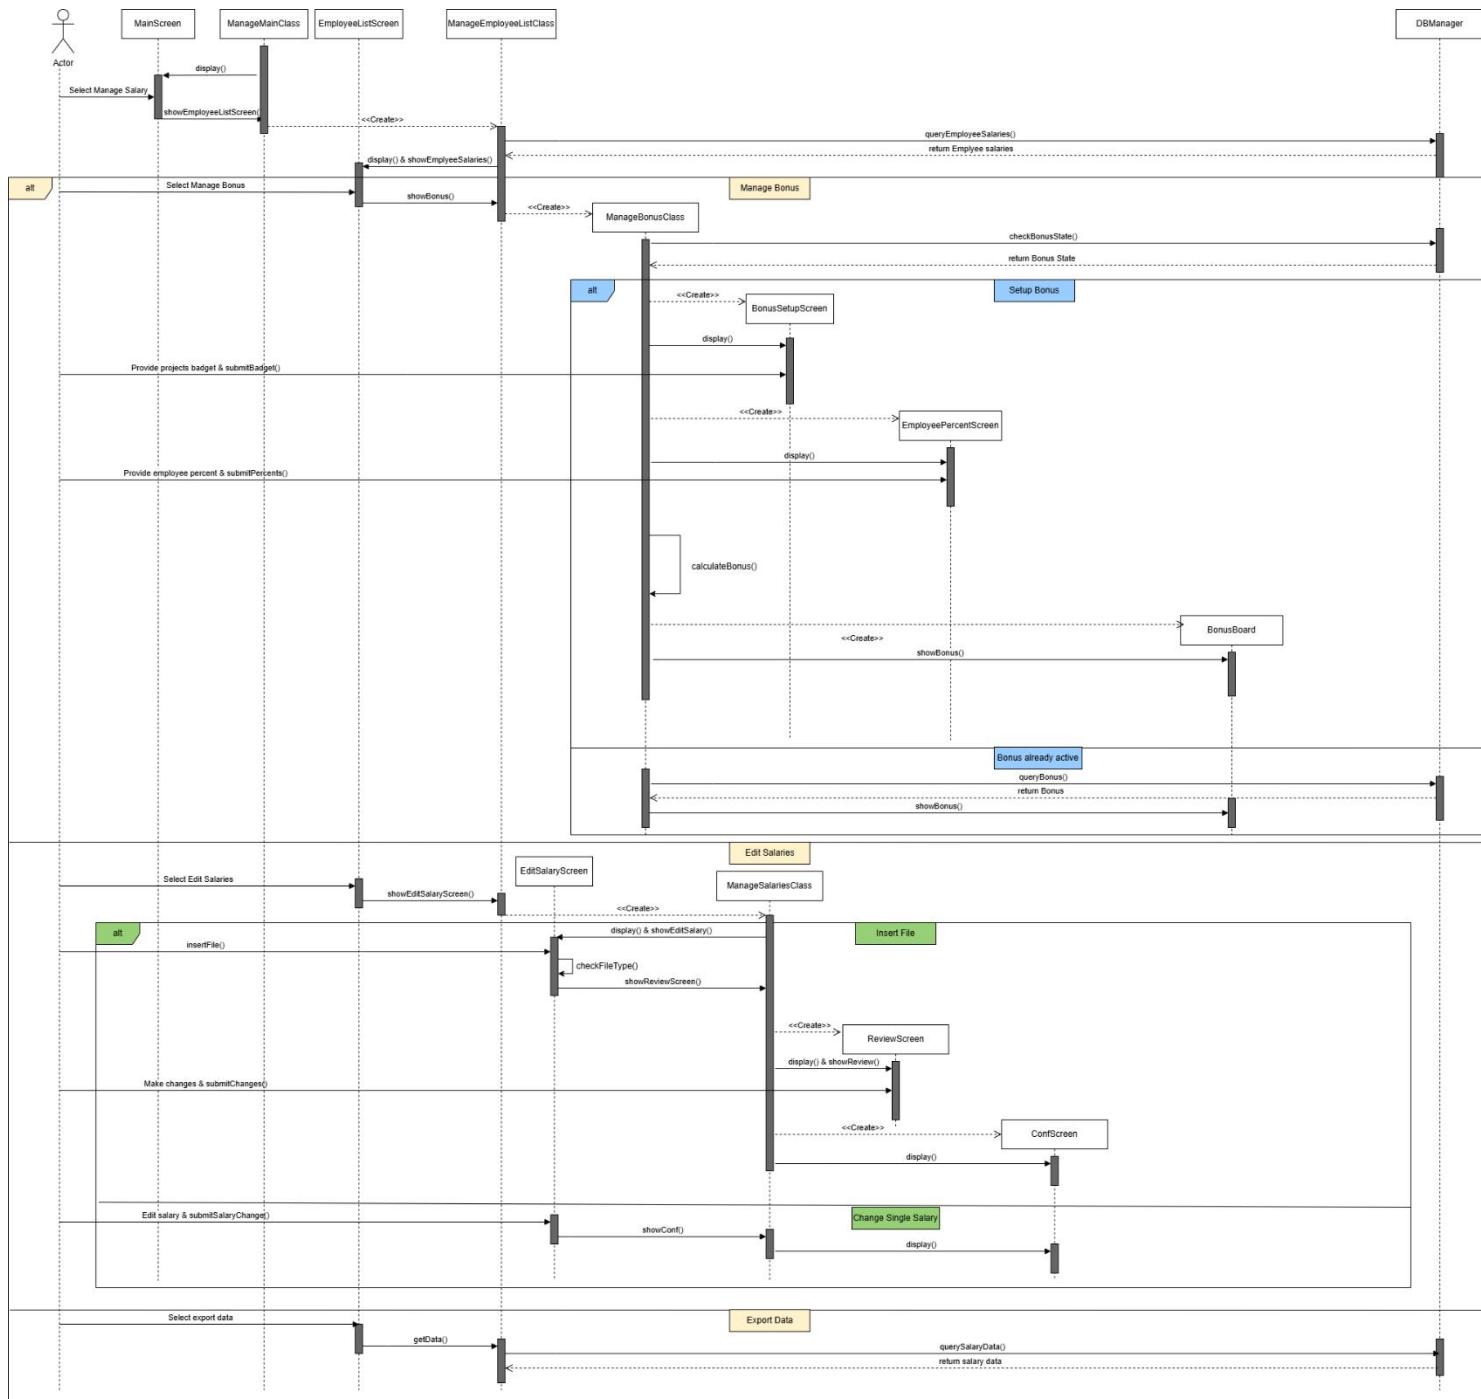 MainScreen
ManageMainClass
EmployeeListScreen
ManageEmployeeListClass
DBManager
Actor
display()
Select Manage Salary
showEmployeeListScreen()
<<Create>>
queryEmployeeSalaries()
return Emplyee salaries
display() & showEmplyeeSalaries()
alt
Manage Bonus
Select Manage Bonus
showBonus()
<<Create>>
ManageBonusClass
checkBonusState()
return Bonus State
alt
Setup Bonus
<<Create>>
BonusSetupScreen
display()
Provide projects badget & submitBadget()
<<Create>>
EmployeePercentScreen
display()
Provide employee percent & submitPercents()
calculateBonus()
BonusBoard
<<Create>>
showBonus()
Bonus already active
queryBonus()
return Bonus
showBonus()
Edit Salaries
EditSalaryScreen
Select Edit Salaries
ManageSalariesClass
showEditSalaryScreen()
<<Create>>
alt
display() & showEditSalary()
Insert File
insertFile()
checkFileType()
showReviewScreen()
<<Create>>
ReviewScreen
display() & showReview()
Make changes & submitChanges()
<<Create>>
ConfScreen
display()
Edit salary & submitSalaryChange()
Change Single Salary
showConf()
display()
Select export data
Export Data
getData()
querySalaryData()
return salary data